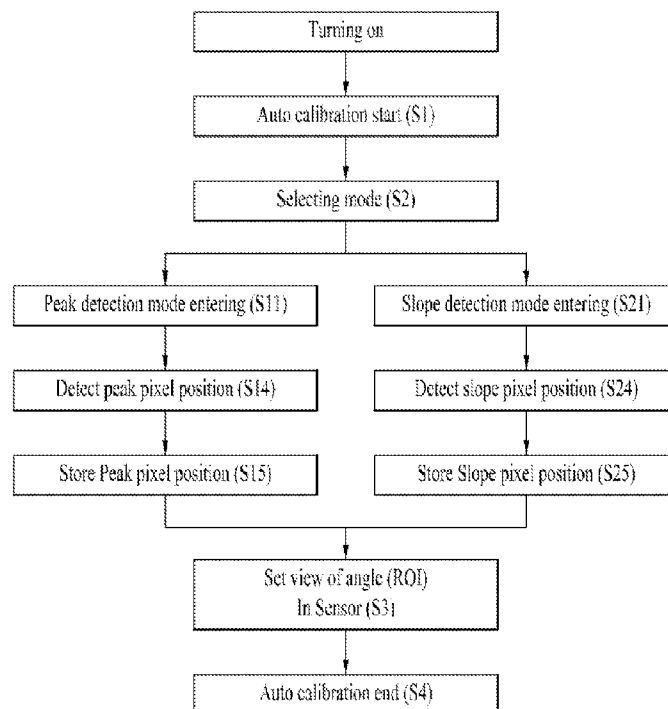 Turning on
Auto calibration start (S1)
Selecting mode (S2)
Peak detection mode entering (S11)
Slope detection mode entering (S21)
Detect peak pixel position (S14)
Detect slope pixel position (S24)
Store Peak pixel position (S15)
Store Slope pixel position (S25)
Set view of angle (ROI)
In Sensor (S3)
Auto calibration end (S4)